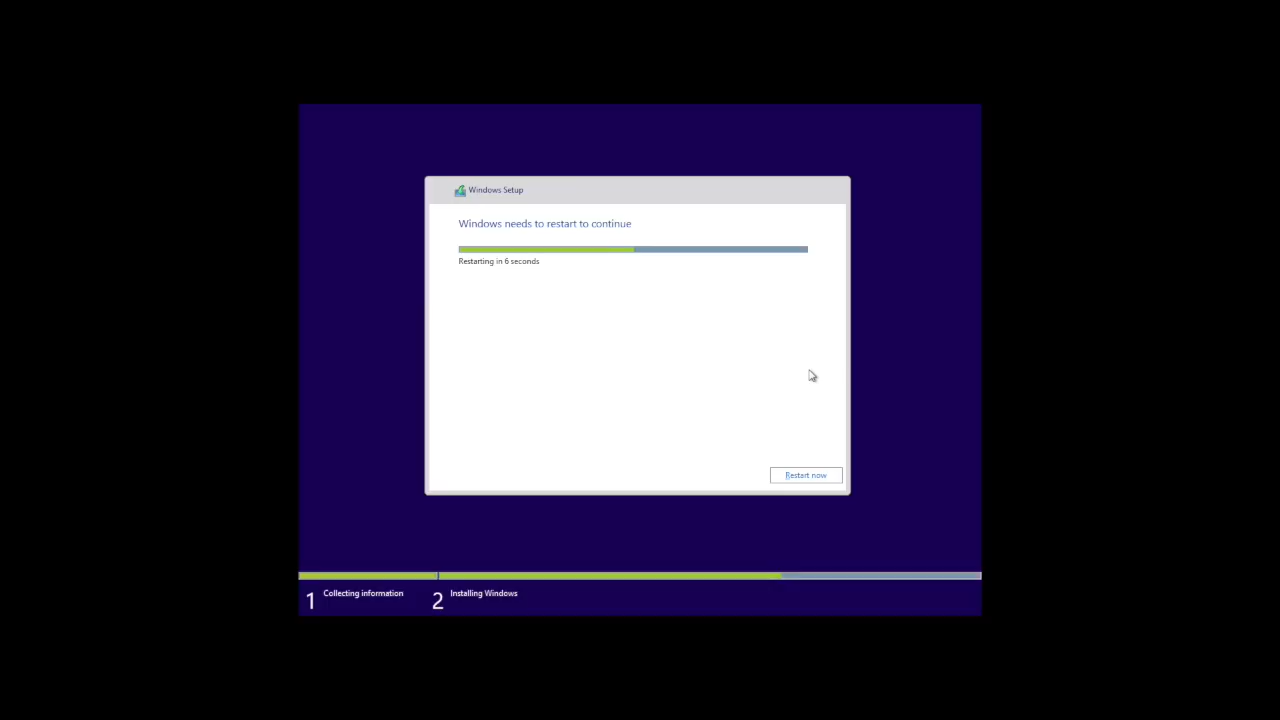 Windows Setup
Windows needs to restart to continue
Restarting in 6 seconds
Restart now
1 Collecting information
2 Installing Windows